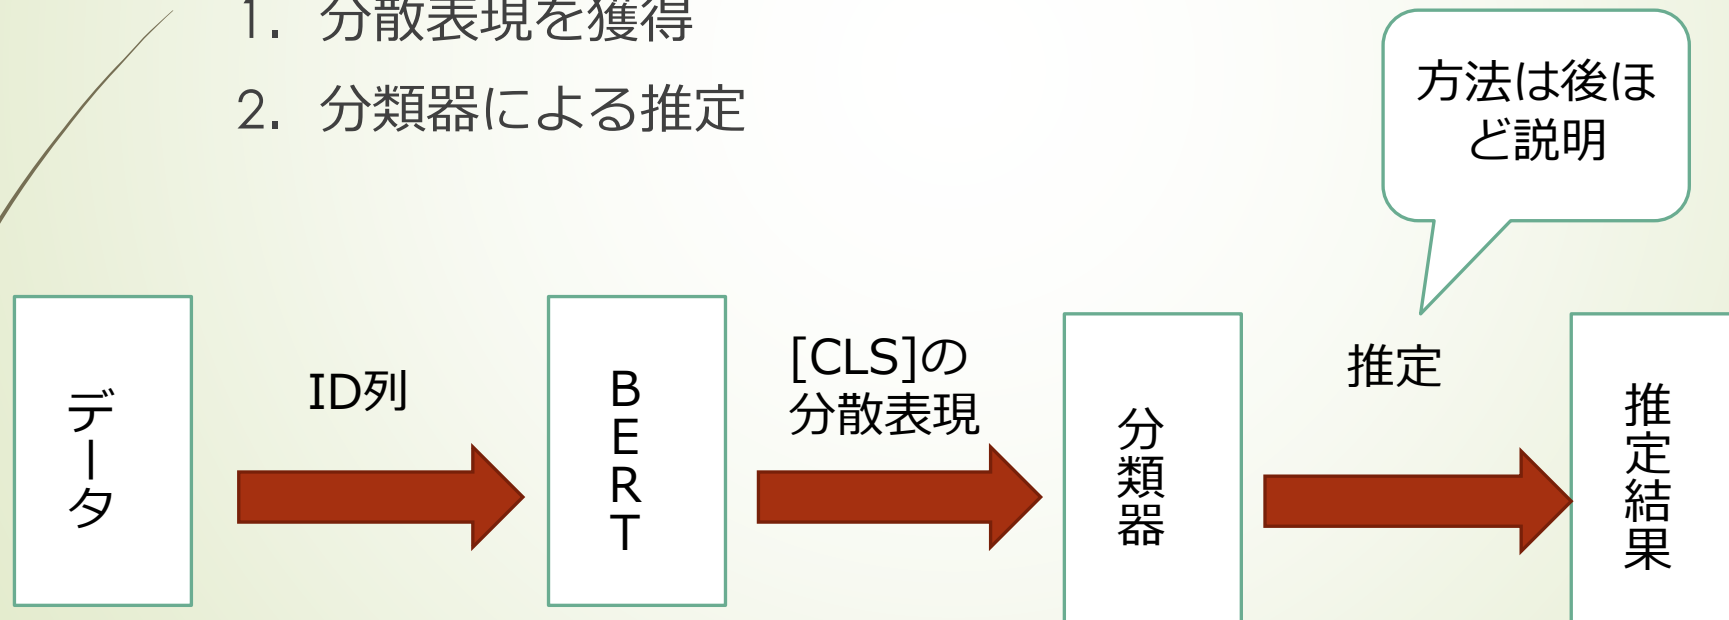 1. 分散表現を獲得
2. 分類器による推定
方法は後ほ
ど説明
データ
ID列
BERT
[CLS]の
分散表現
分類器
推定
推定結果